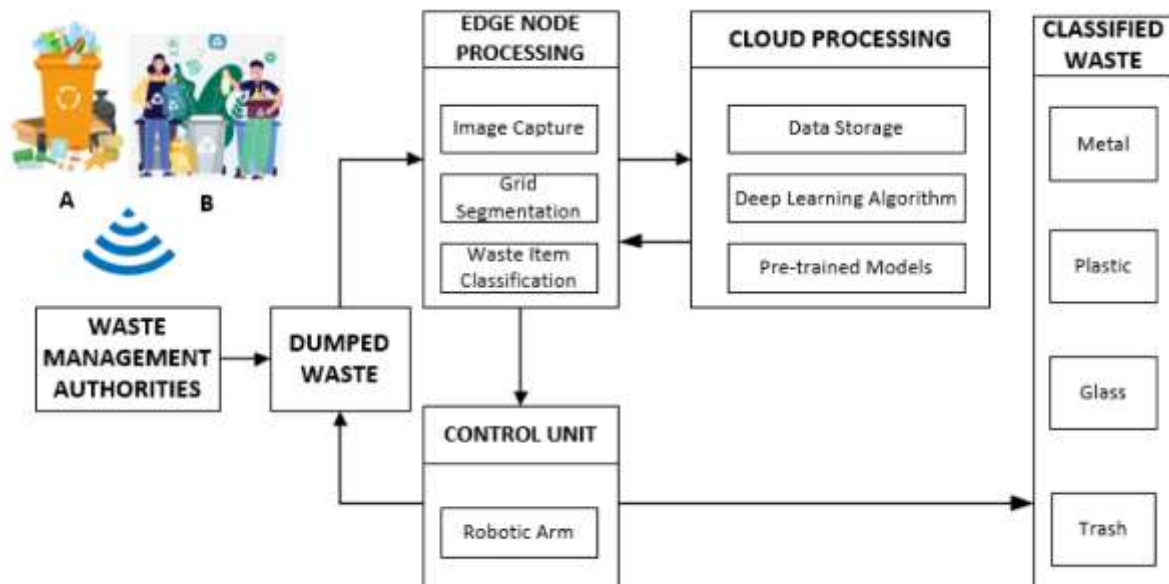 A
B
WASTE
MANAGEMENT
AUTHORITIES
DUMPED
WASTE
EDGE NODE
PROCESSING
Image Capture
Grid
Segmentation
Waste Item
Classification
CLOUD PROCESSING
Data Storage
Deep Learning Algorithm
Pre-trained Models
CONTROL UNIT
Robotic Arm
CLASSIFIED
WASTE
Metal
Plastic
Glass
Trash